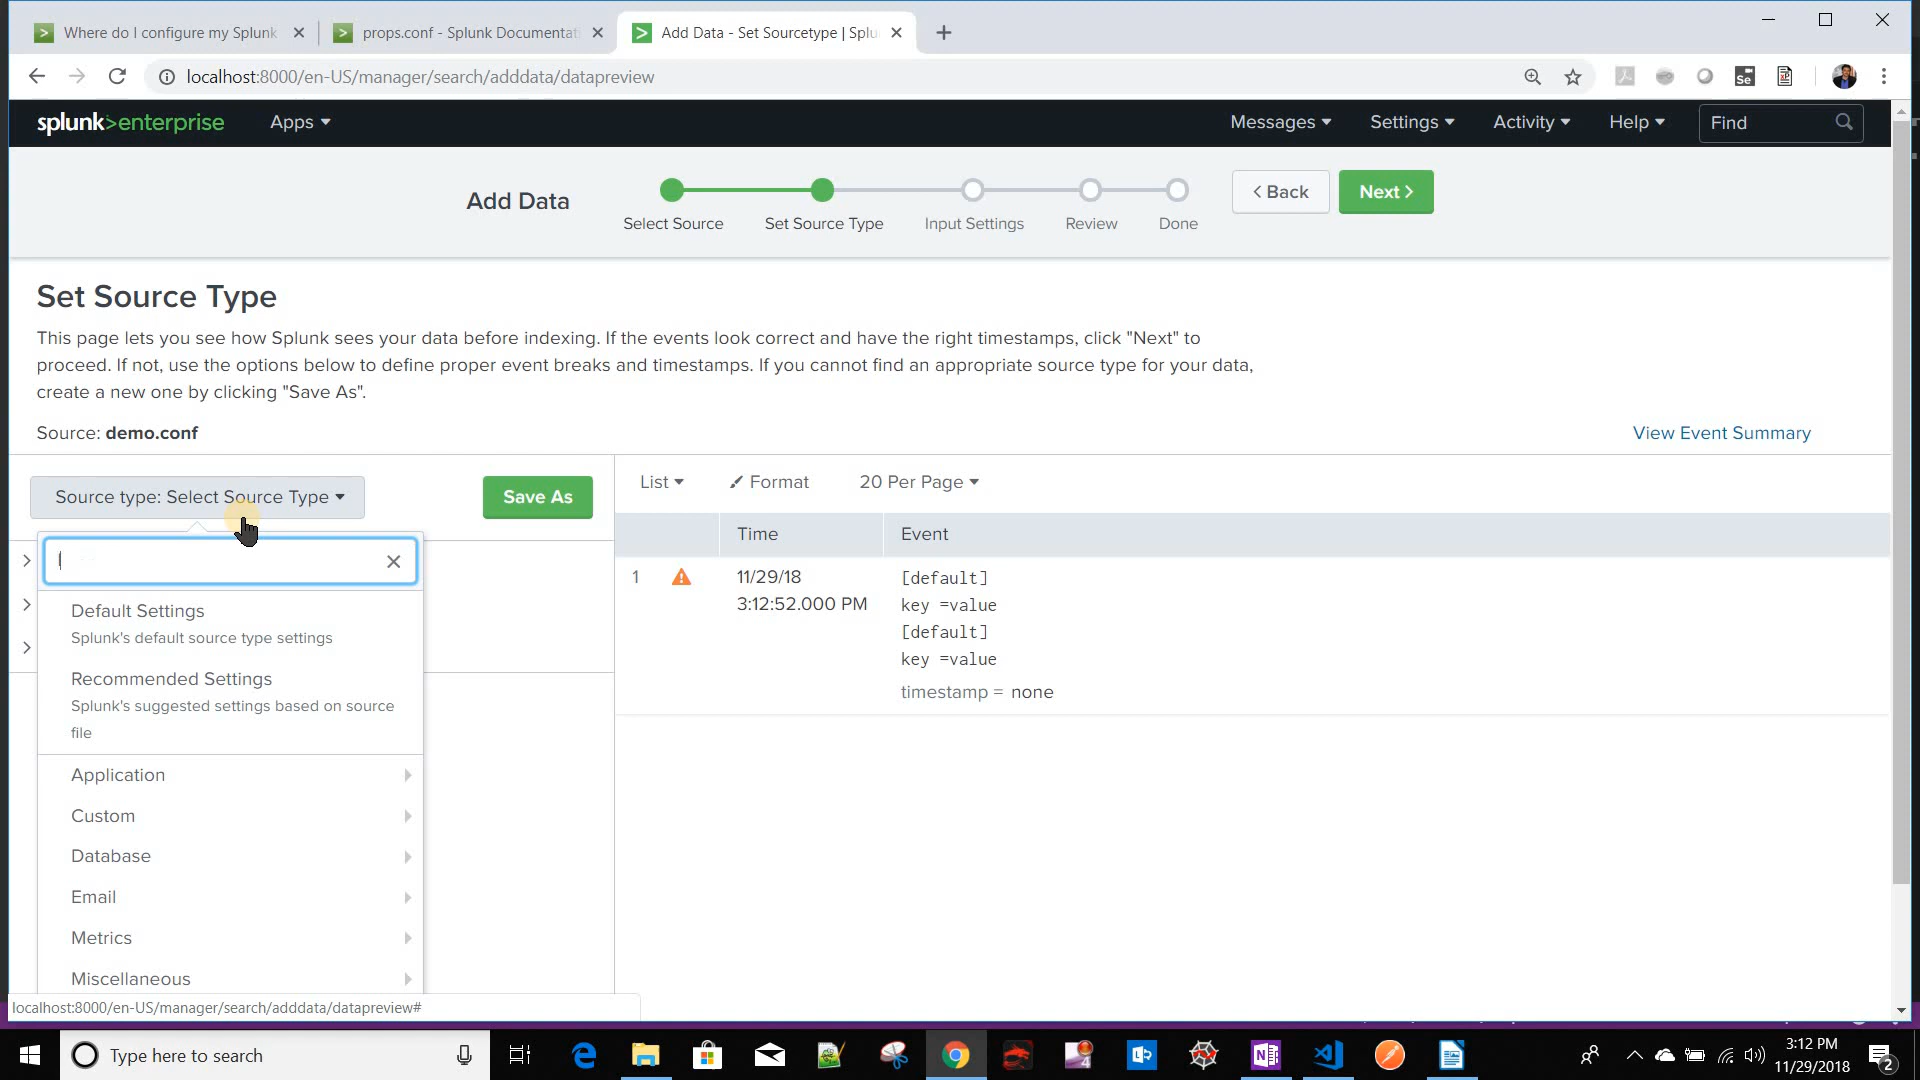 Where do I configure my Splunk
props.conf - Splunk Documentat
Add Data - Set Sourcetype | Splu
localhost:8000/en-US/manager/search/adddata/datapreview
Se
splunk>enterprise
Apps
Messages
Settings
Activity
Help
Find
Add Data
Select Source
Set Source Type
Input Settings
Review
Done
< Back
Next >
Set Source Type
This page lets you see how Splunk sees your data before indexing. If the events look correct and have the right timestamps, click "Next" to
proceed. If not, use the options below to define proper event breaks and timestamps. If you cannot find an appropriate source type for your data,
create a new one by clicking "Save As".
Source: demo.conf
View Event Summary
Source type: Select Source Type
Save As
List
Format
20 Per Page
Time
Event
Default Settings
Splunk's default source type settings
Recommended Settings
Splunk's suggested settings based on source
file
Application
Custom
Database
Email
Metrics
Miscellaneous
1
11/29/18
3:12:52.000 PM
[default]
key =value
[default]
key =value
timestamp = none
localhost:8000/en-US/manager/search/adddata/datapreview#
Type here to search
3:12 PM
11/29/2018
2